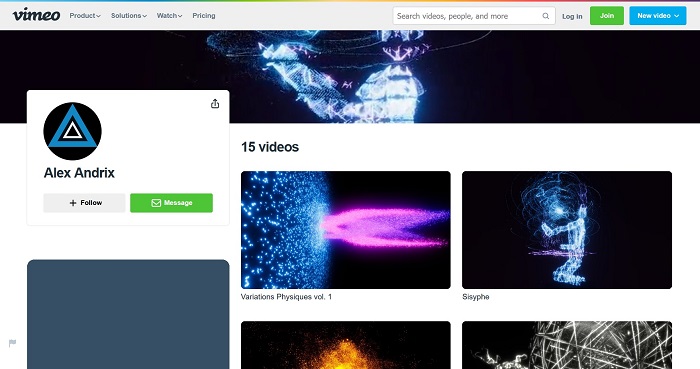 vimeo Product Solutions Watch Pricing Search videos, people, and more Log in Join New video
Alex Andrix
+ Follow Message
15 videos
Variations Physiques vol. 1 Sisyphe